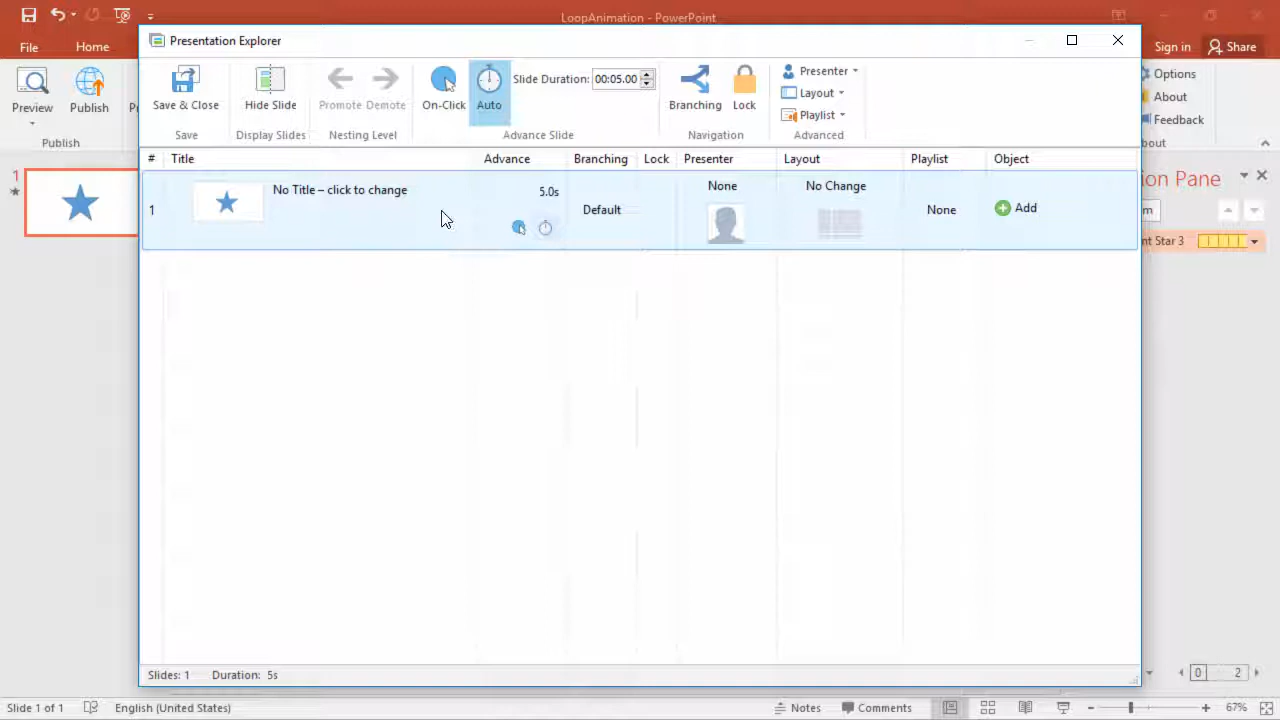 LoopAnimation - PowerPoint
File Home Sign in Share
Presentation Explorer
Preview Publish
Publish
Save & Close Hide Slide Promote Demote On-Click Auto Slide Duration: 00:05.00 Branching Lock
Presenter
Layout
Playlist
Save Display Slides Nesting Level Advance Slide Navigation Advanced
Options
About
Feedback
bout
# Title Advance Branching Lock Presenter Layout Playlist Object
1 No Title – click to change 5.0s Default None No Change None Add
1
ion Pane
m
nt Star 3
Slides: 1 Duration: 5s
0 2
Slide 1 of 1 English (United States) Notes Comments 67%